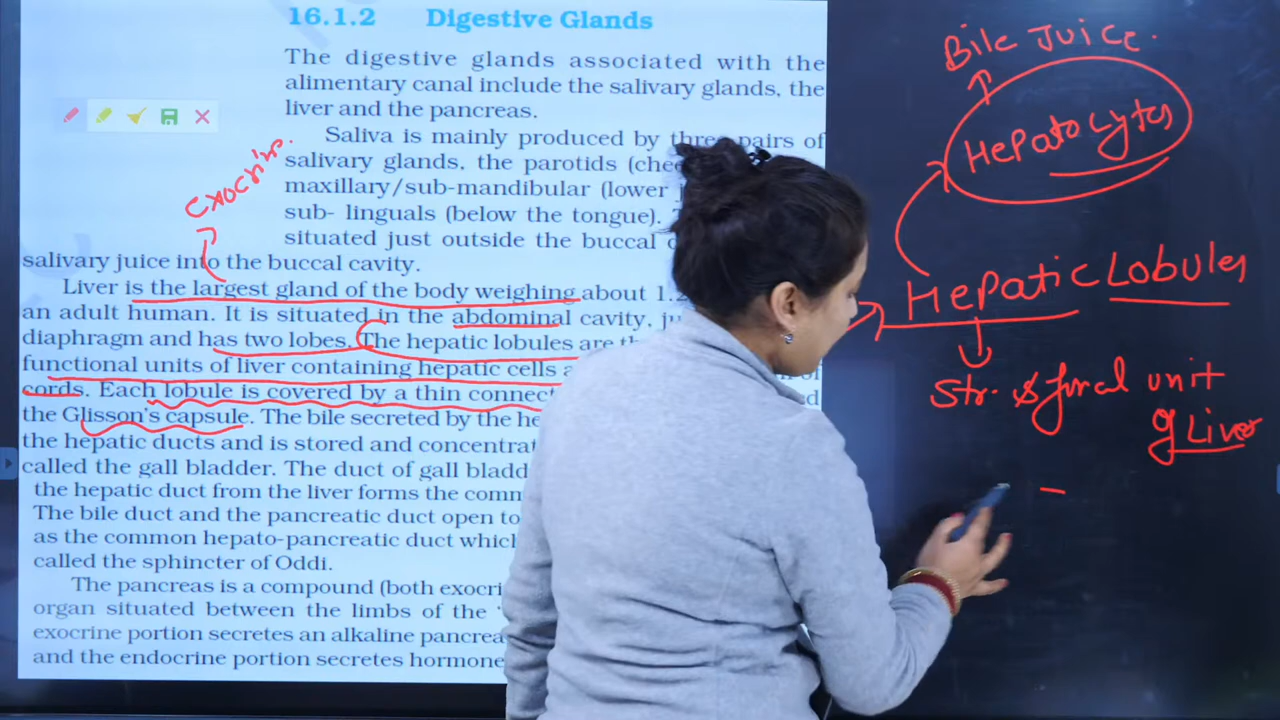 16.1.2 Digestive Glands
The digestive glands associated with the
alimentary canal include the salivary glands, the
liver and the pancreas.
Saliva is mainly produced by three pairs of
salivary glands, the parotids (chee
maxillary/sub-mandibular (lower j
sub- linguals (below the tongue).
situated just outside the buccal c
salivary juice into the buccal cavity.
Liver is the largest gland of the body weighing about 1.2
an adult human. It is situated in the abdominal cavity, ju
diaphragm and has two lobes. The hepatic lobules are th
functional units of liver containing hepatic cells a of
cords. Each lobule is covered by a thin connect ed
the Glisson's capsule. The bile secreted by the he
the hepatic ducts and is stored and concentrat
called the gall bladder. The duct of gall bladd
the hepatic duct from the liver forms the comm
The bile duct and the pancreatic duct open to
as the common hepato-pancreatic duct which
called the sphincter of Oddi.
The pancreas is a compound (both exocri
organ situated between the limbs of the '
exocrine portion secretes an alkaline pancrea
and the endocrine portion secretes hormone
exocrine.
Bile Juice.
Hepatocytes
Hepatic Lobules
Str. & funal unit
of Liver